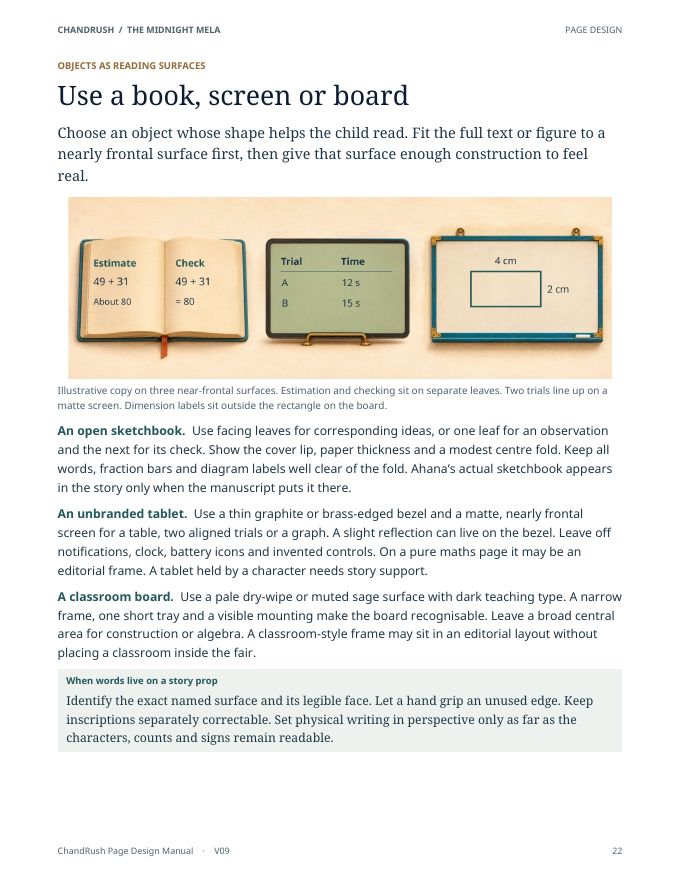 CHANDRUSH / THE MIDNIGHT MELA
PAGE DESIGN
OBJECTS AS READING SURFACES
Use a book, screen or board
Choose an object whose shape helps the child read. Fit the full text or figure to a
nearly frontal surface first, then give that surface enough construction to feel
real.
Estimate
49 + 31
About 80
Check
49 + 31
= 80
Trial Time
A 12 s
B 15 s
4 cm
2 cm
Illustrative copy on three near-frontal surfaces. Estimation and checking sit on separate leaves. Two trials line up on a
matte screen. Dimension labels sit outside the rectangle on the board.
An open sketchbook. Use facing leaves for corresponding ideas, or one leaf for an observation
and the next for its check. Show the cover lip, paper thickness and a modest centre fold. Keep all
words, fraction bars and diagram labels well clear of the fold. Ahana’s actual sketchbook appears
in the story only when the manuscript puts it there.
An unbranded tablet. Use a thin graphite or brass-edged bezel and a matte, nearly frontal
screen for a table, two aligned trials or a graph. A slight reflection can live on the bezel. Leave off
notifications, clock, battery icons and invented controls. On a pure maths page it may be an
editorial frame. A tablet held by a character needs story support.
A classroom board. Use a pale dry-wipe or muted sage surface with dark teaching type. A narrow
frame, one short tray and a visible mounting make the board recognisable. Leave a broad central
area for construction or algebra. A classroom-style frame may sit in an editorial layout without
placing a classroom inside the fair.
When words live on a story prop
Identify the exact named surface and its legible face. Let a hand grip an unused edge. Keep
inscriptions separately correctable. Set physical writing in perspective only as far as the
characters, counts and signs remain readable.
ChandRush Page Design Manual · V09
22